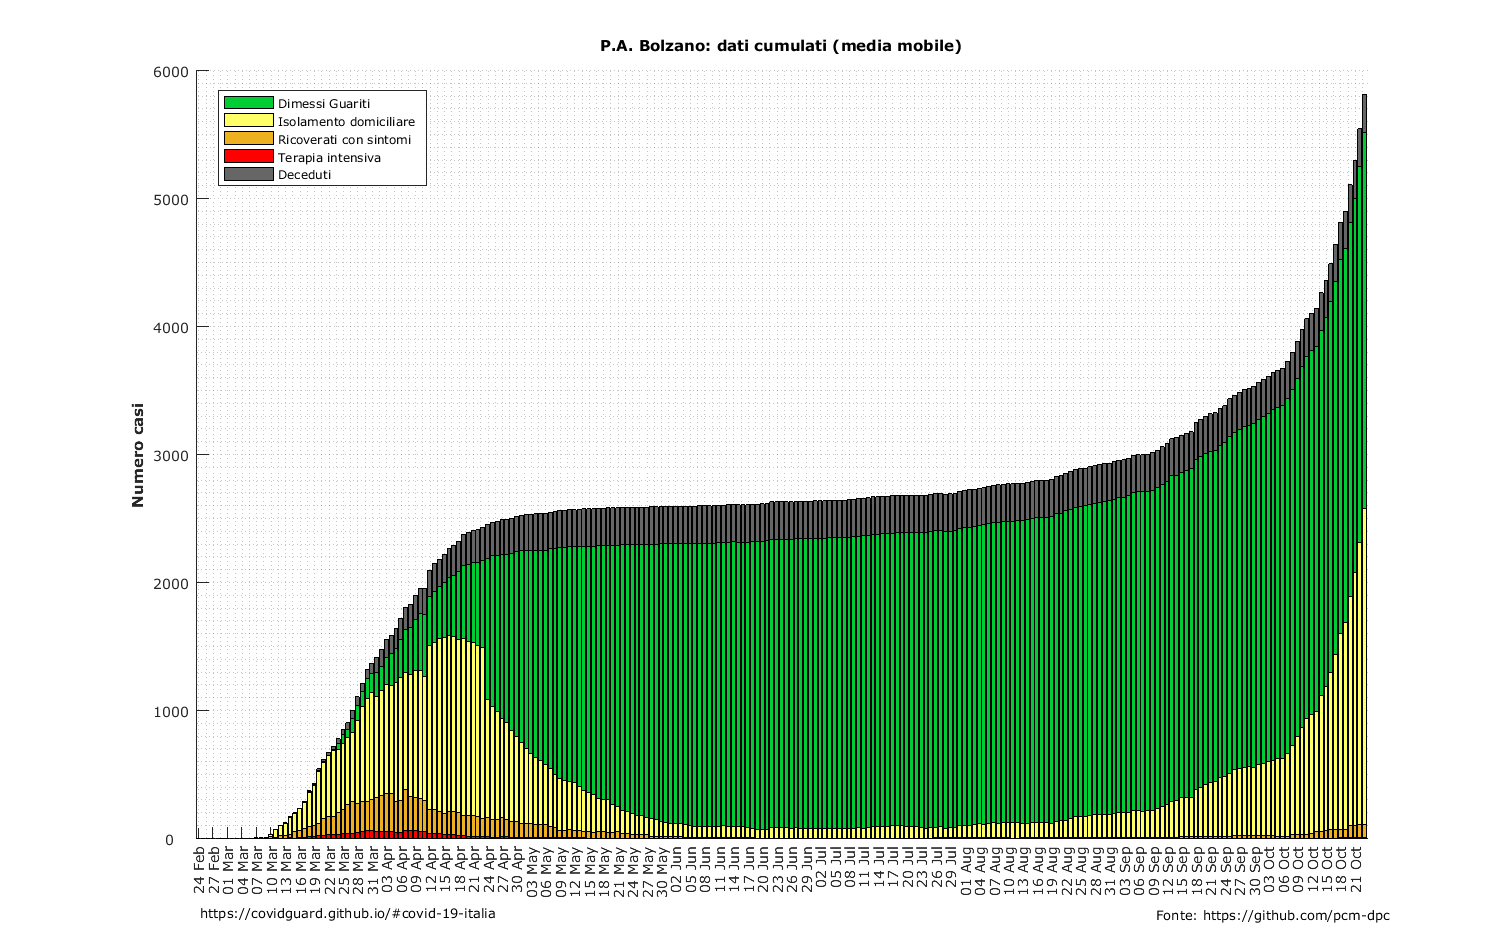 P.A. Bolzano: dati cumulati (media mobile)
Dimessi Guariti
Isolamento domiciliare
Ricoverati con sintomi
Terapia intensiva
Deceduti
Numero casi
6000
5000
4000
3000
2000
1000
0
24 Feb
27 Feb
01 Mar
04 Mar
07 Mar
10 Mar
13 Mar
16 Mar
19 Mar
22 Mar
25 Mar
28 Mar
31 Mar
03 Apr
06 Apr
09 Apr
12 Apr
15 Apr
18 Apr
21 Apr
24 Apr
27 Apr
30 Apr
03 May
06 May
09 May
12 May
15 May
18 May
21 May
24 May
27 May
30 May
02 Jun
05 Jun
08 Jun
11 Jun
14 Jun
17 Jun
20 Jun
23 Jun
26 Jun
29 Jun
02 Jul
05 Jul
08 Jul
11 Jul
14 Jul
17 Jul
20 Jul
23 Jul
26 Jul
29 Jul
01 Aug
04 Aug
07 Aug
10 Aug
13 Aug
16 Aug
19 Aug
22 Aug
25 Aug
28 Aug
31 Aug
03 Sep
06 Sep
09 Sep
12 Sep
15 Sep
18 Sep
21 Sep
24 Sep
27 Sep
30 Sep
03 Oct
06 Oct
09 Oct
12 Oct
15 Oct
18 Oct
21 Oct
https://covidguard.github.io/#covid-19-italia
Fonte: https://github.com/pcm-dpc